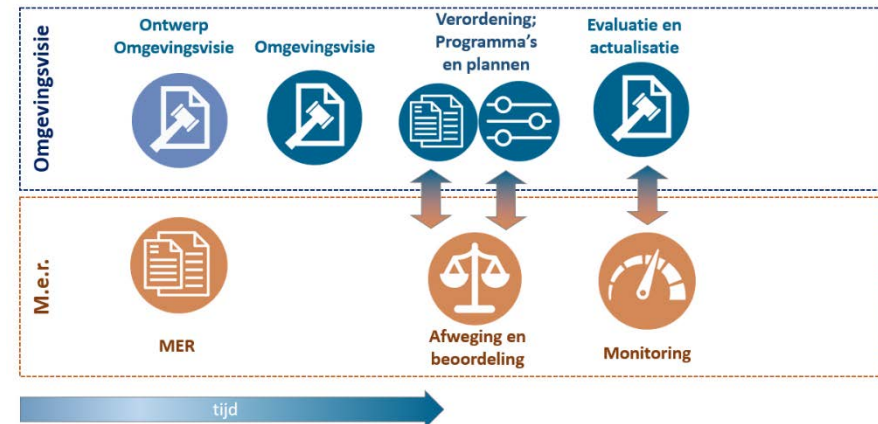 Omgevingsvisie
Ontwerp
Omgevingsvisie
Omgevingsvisie
Verordening;
Programma's
en plannen
Evaluatie en
actualisatie
M.e.r.
MER
Afweging en
beoordeling
Monitoring
tijd